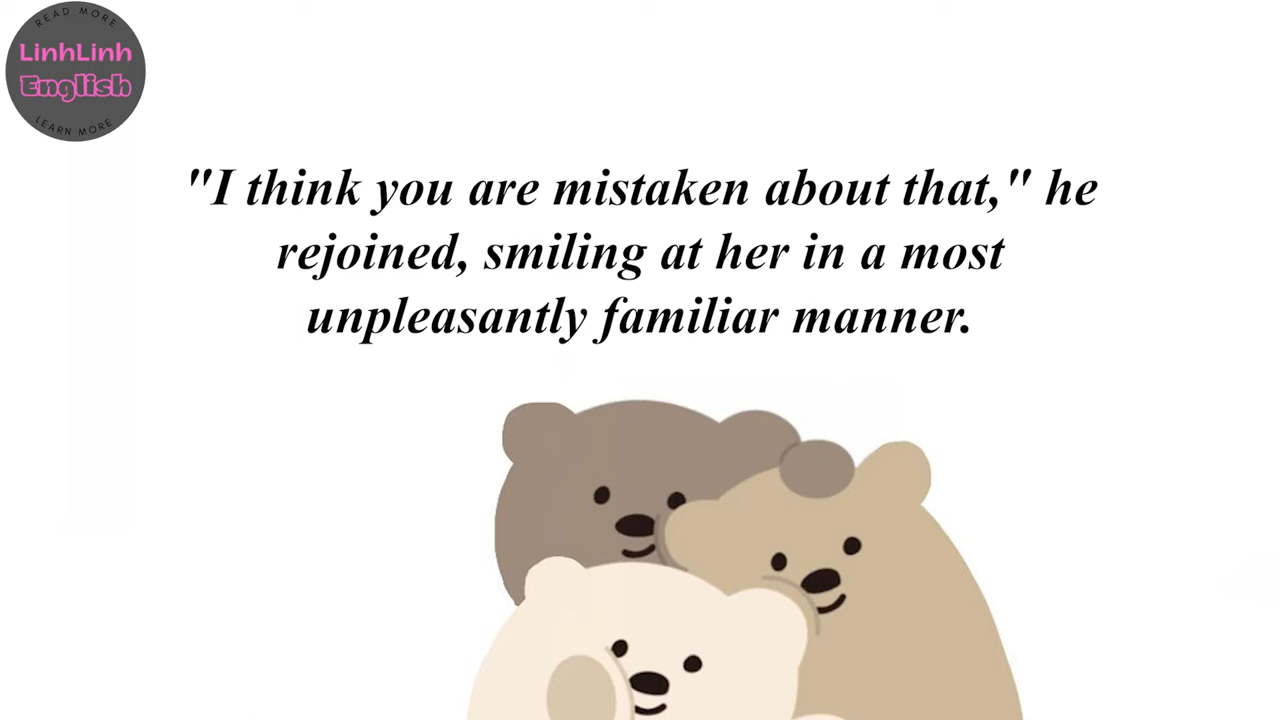 READ MORE
LinhLinh
English
LEARN MORE
"I think you are mistaken about that," he
rejoined, smiling at her in a most
unpleasantly familiar manner.